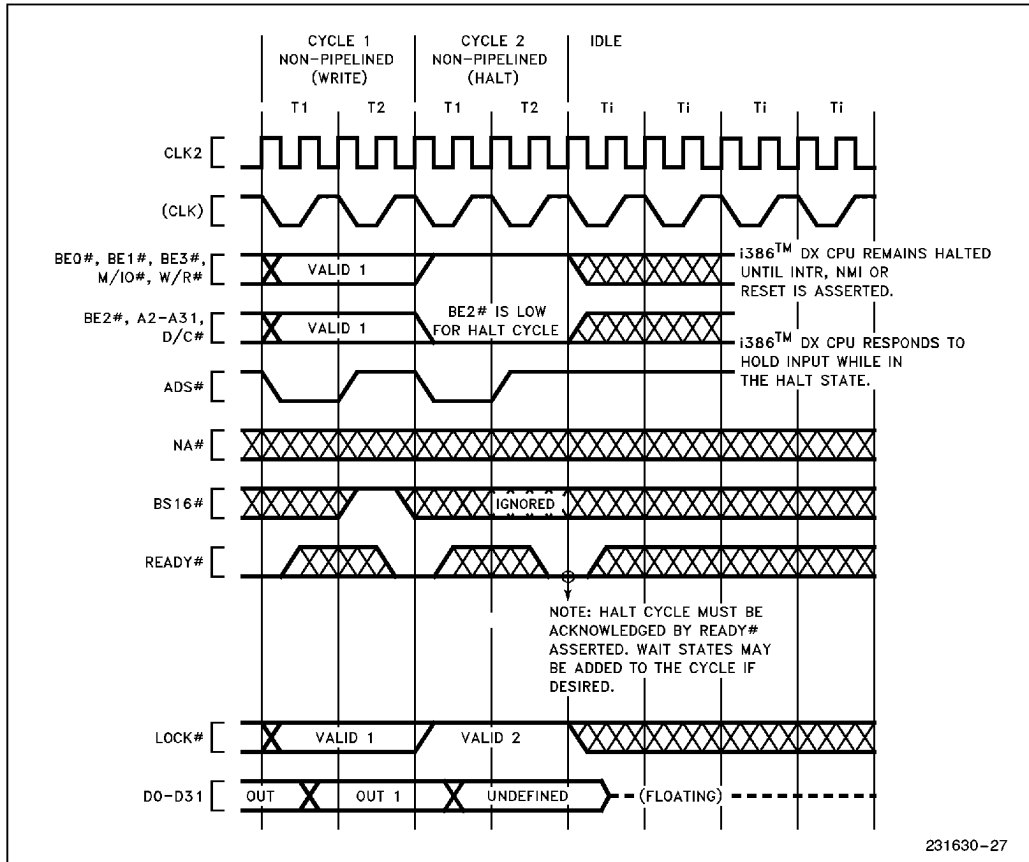 CYCLE 1
NON-PIPELINED
(WRITE)
CYCLE 2
NON-PIPELINED
(HALT)
IDLE
T1 T2 T1 T2 Ti Ti Ti Ti
CLK2
(CLK)
BE0#, BE1#, BE3#,
M/IO#, W/R#
VALID 1
i386™ DX CPU REMAINS HALTED
UNTIL INTR, NMI OR
RESET IS ASSERTED.
BE2#, A2-A31,
D/C#
VALID 1
BE2# IS LOW
FOR HALT CYCLE
i386™ DX CPU RESPONDS TO
HOLD INPUT WHILE IN
THE HALT STATE.
ADS#
NA#
BS16#
IGNORED
READY#
NOTE: HALT CYCLE MUST BE
ACKNOWLEDGED BY READY#
ASSERTED. WAIT STATES MAY
BE ADDED TO THE CYCLE IF
DESIRED.
LOCK#
VALID 1
VALID 2
D0-D31
OUT
OUT 1
UNDEFINED
(FLOATING)
231630-27